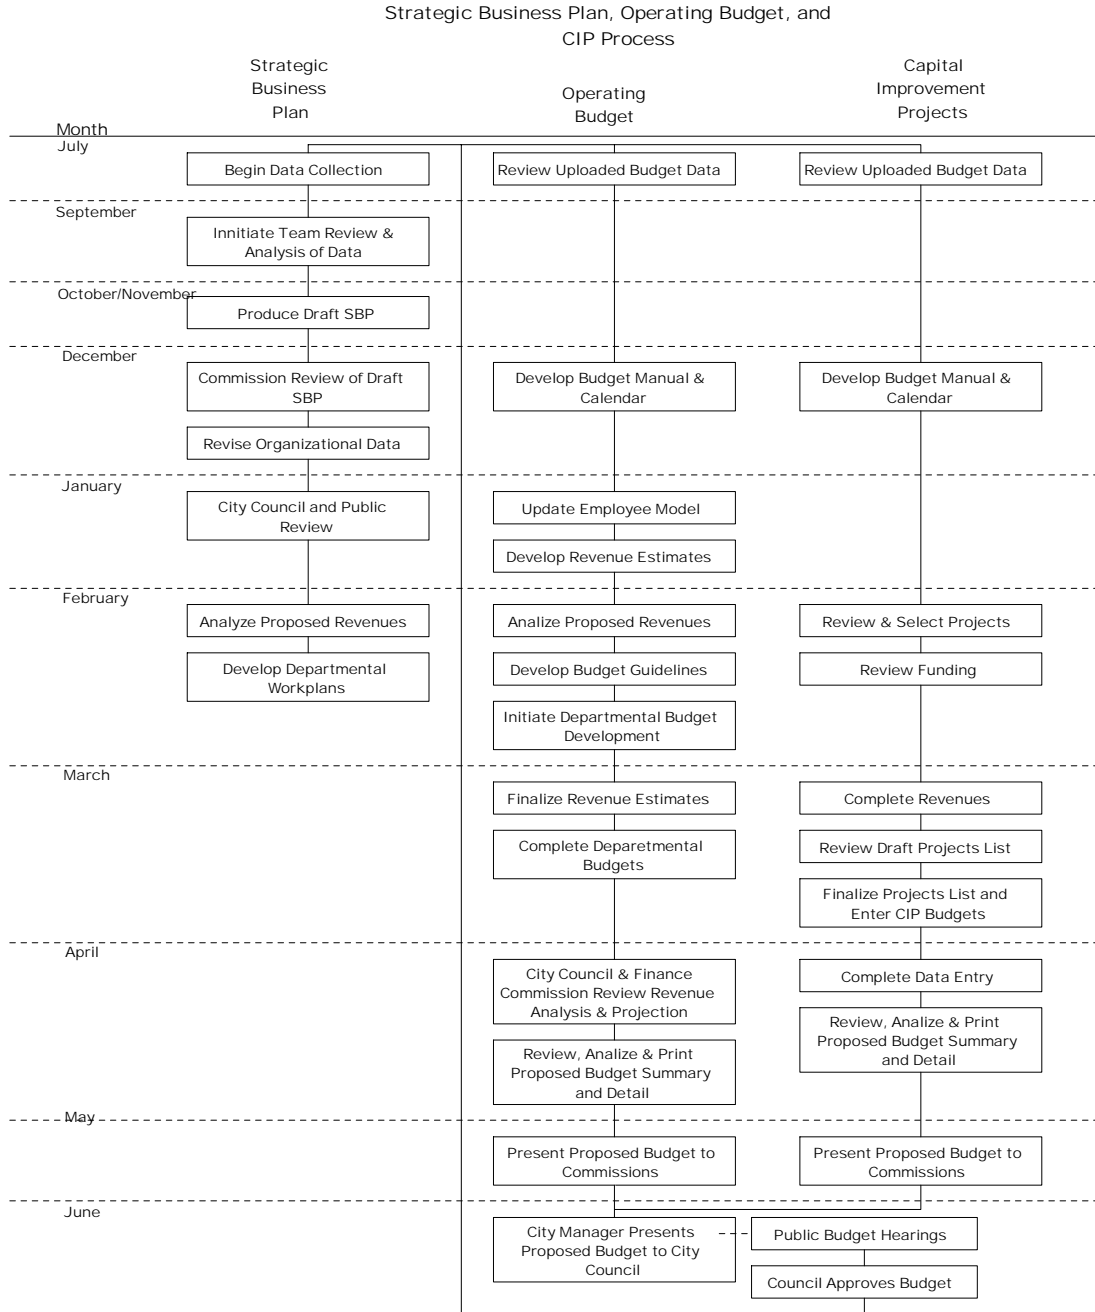 Strategic Business Plan, Operating Budget, and
CIP Process
Strategic
Business
Plan
Operating
Budget
Capital
Improvement
Projects
Month
July
Begin Data Collection
Review Uploaded Budget Data
Review Uploaded Budget Data
September
Innitiate Team Review &
Analysis of Data
October/November
Produce Draft SBP
December
Commission Review of Draft
SBP
Develop Budget Manual &
Calendar
Develop Budget Manual &
Calendar
Revise Organizational Data
January
City Council and Public
Review
Update Employee Model
Develop Revenue Estimates
February
Analyze Proposed Revenues
Analize Proposed Revenues
Review & Select Projects
Develop Departmental
Workplans
Develop Budget Guidelines
Review Funding
Initiate Departmental Budget
Development
March
Finalize Revenue Estimates
Complete Revenues
Complete Deparetmental
Budgets
Review Draft Projects List
Finalize Projects List and
Enter CIP Budgets
April
City Council & Finance
Commission Review Revenue
Analysis & Projection
Complete Data Entry
Review, Analize & Print
Proposed Budget Summary
and Detail
Review, Analize & Print
Proposed Budget Summary
and Detail
May
Present Proposed Budget to
Commissions
Present Proposed Budget to
Commissions
June
City Manager Presents
Proposed Budget to City
Council
Public Budget Hearings
Council Approves Budget